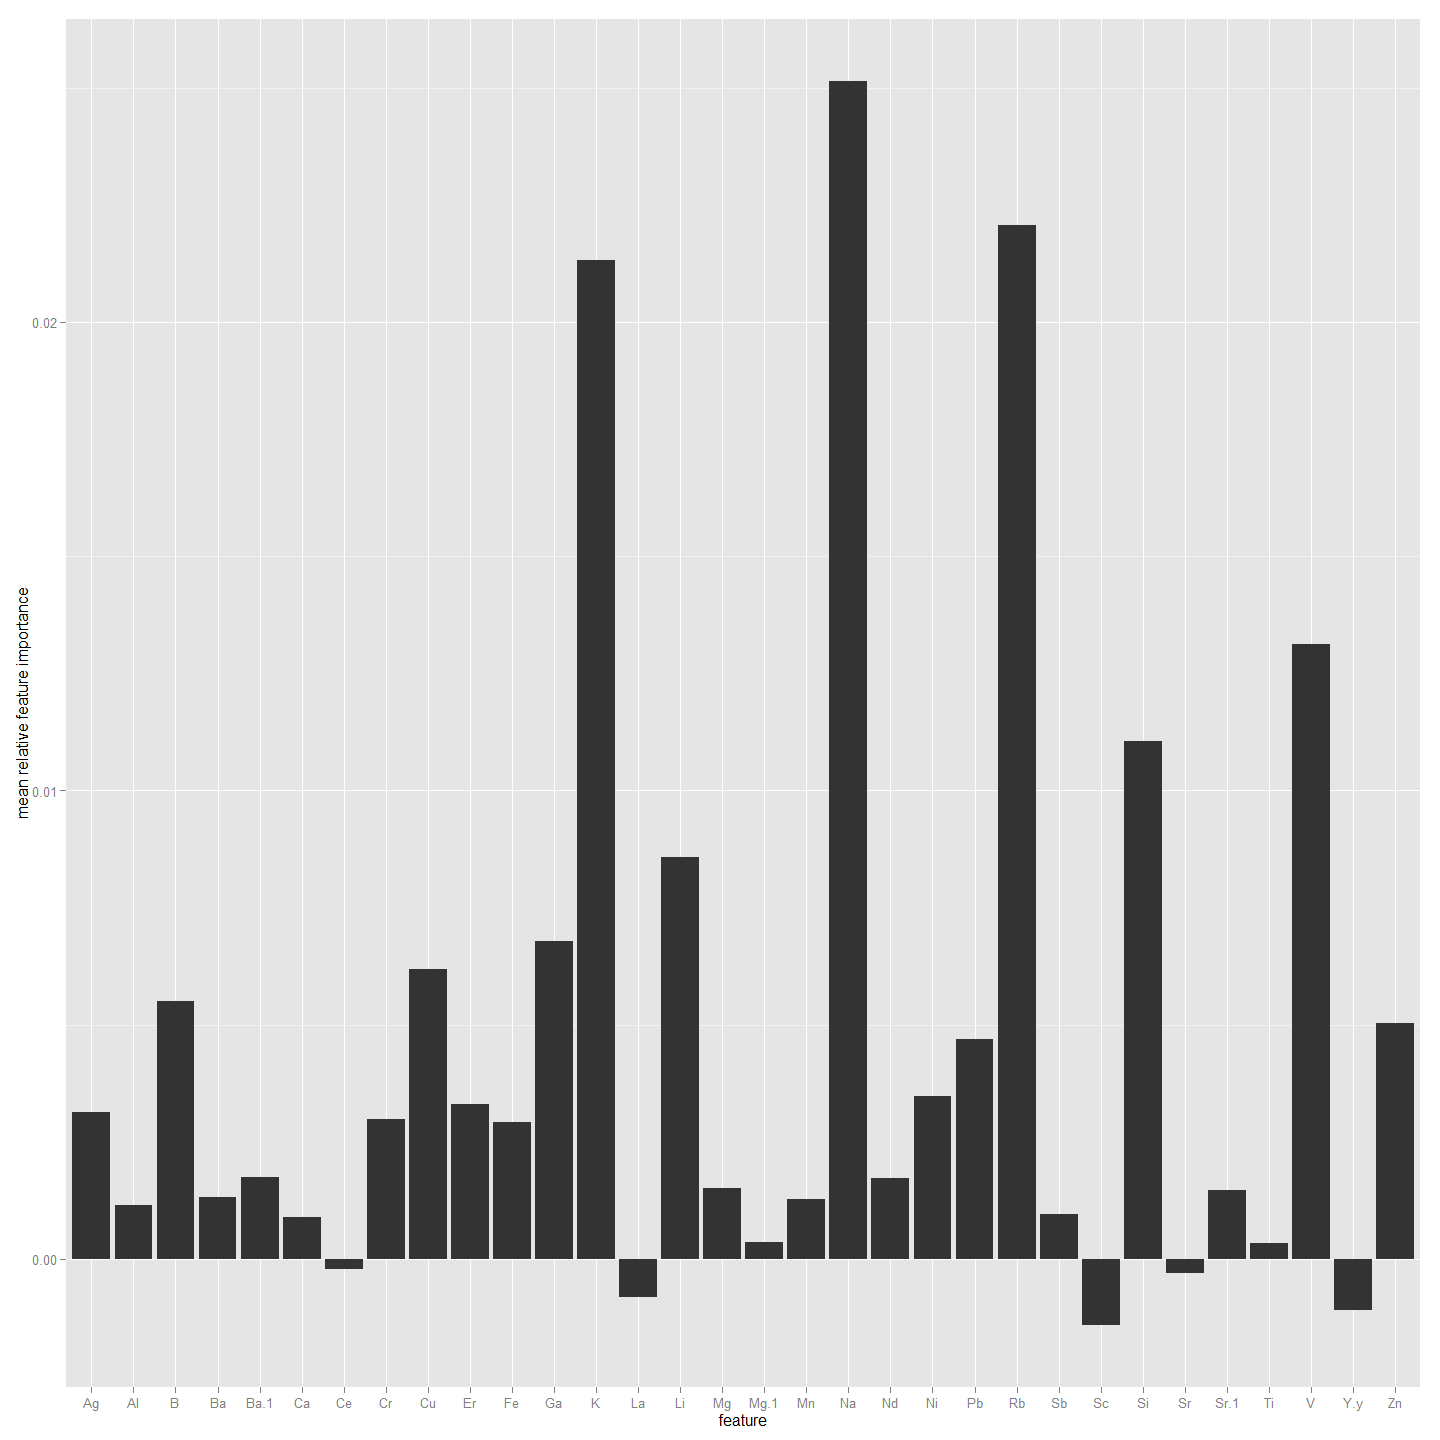 mean relative feature importance
0.02
0.01
0.00
Ag Al B Ba Ba.1 Ca Ce Cr Cu Er Fe Ga K La Li Mg Mg.1 Mn Na Nd Ni Pb Rb Sb Sc Si Sr Sr.1 Ti V Y.y Zn
feature